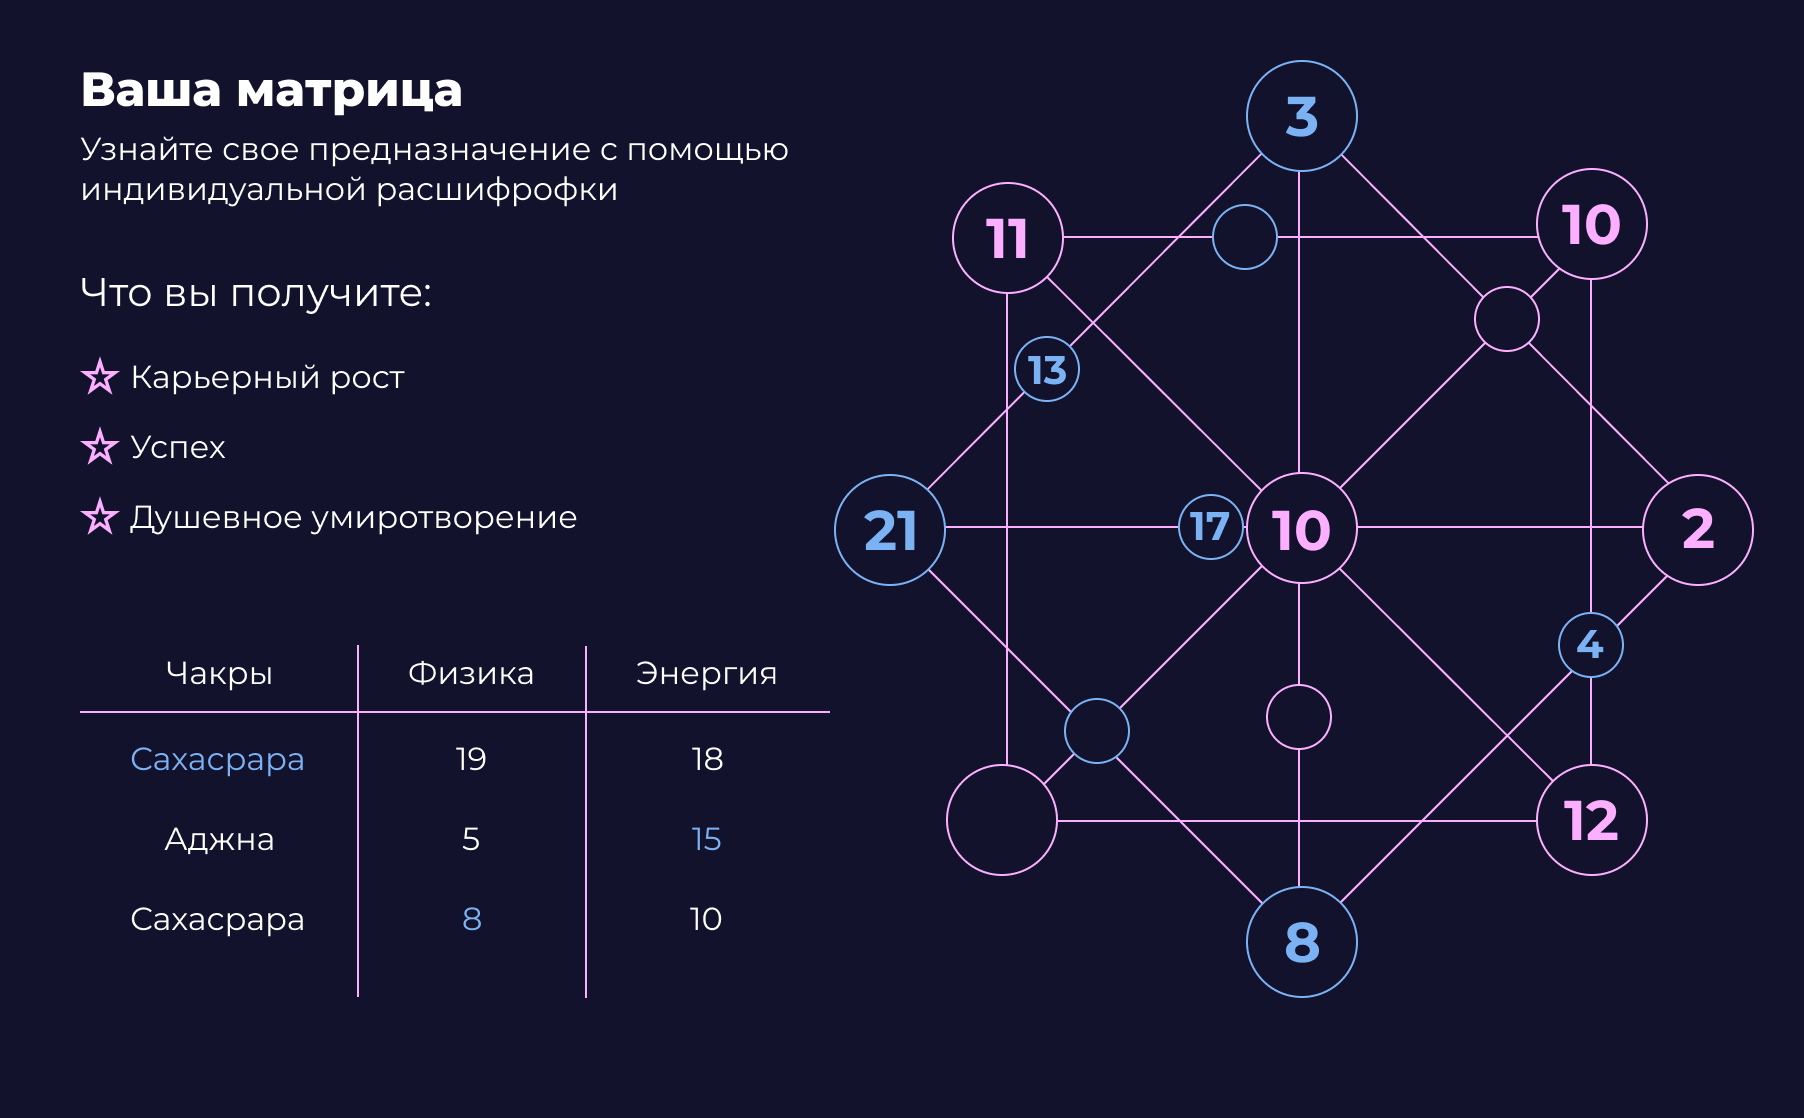 Ваша матрица
Узнайте свое предназначение с помощью
индивидуальной расшифрофки
Что вы получите:
Карьерный рост
Успех
Душевное умиротворение
Чакры Физика Энергия
Сахасрара 19 18
Аджна 5 15
Сахасрара 8 10
3
11 10
13
21 17 10 2
4
12
8